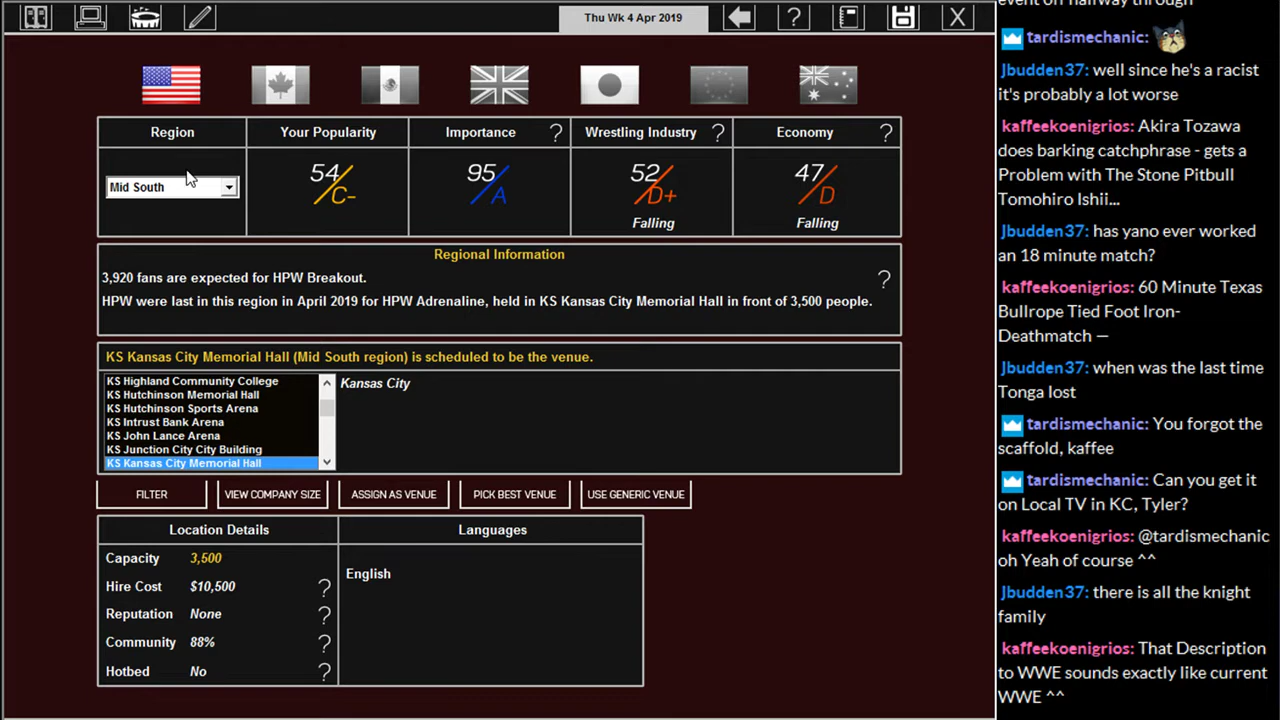 Thu Wk 4 Apr 2019
?
X
Region
Your Popularity
Importance ?
Wrestling Industry ?
Economy ?
Mid South
54/C-
95/A
52/D+
Falling
47/D
Falling
Regional Information
3,920 fans are expected for HPW Breakout.
?
HPW were last in this region in April 2019 for HPW Adrenaline, held in KS Kansas City Memorial Hall in front of 3,500 people.
KS Kansas City Memorial Hall (Mid South region) is scheduled to be the venue.
KS Highland Community College
KS Hutchinson Memorial Hall
KS Hutchinson Sports Arena
KS Intrust Bank Arena
KS John Lance Arena
KS Junction City City Building
KS Kansas City Memorial Hall
Kansas City
FILTER
VIEW COMPANY SIZE
ASSIGN AS VENUE
PICK BEST VENUE
USE GENERIC VENUE
Location Details
Capacity 3,500
Hire Cost $10,500 ?
Reputation None ?
Community 88% ?
Hotbed No ?
Languages
English
event off halfway through
tardismechanic:
Jbudden37: well since he's a racist
it's probably a lot worse
kaffeekoenigrios: Akira Tozawa
does barking catchphrase - gets a
Problem with The Stone Pitbull
Tomohiro Ishii...
Jbudden37: has yano ever worked
an 18 minute match?
kaffeekoenigrios: 60 Minute Texas
Bullrope Tied Foot Iron-
Deathmatch —
Jbudden37: when was the last time
Tonga lost
tardismechanic: You forgot the
scaffold, kaffee
tardismechanic: Can you get it
on Local TV in KC, Tyler?
kaffeekoenigrios: @tardismechanic
oh Yeah of course ^^
Jbudden37: there is all the knight
family
kaffeekoenigrios: That Description
to WWE sounds exactly like current
WWE ^^